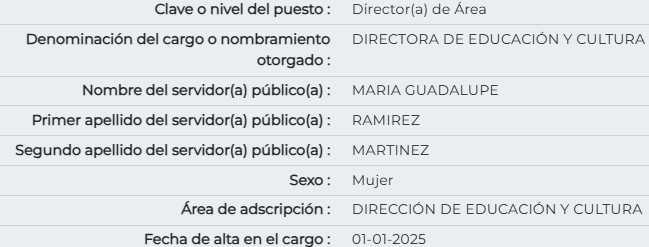 Clave o nivel del puesto : Director(a) de Área
Denominación del cargo o nombramiento otorgado : DIRECTORA DE EDUCACIÓN Y CULTURA
Nombre del servidor(a) público(a) : MARIA GUADALUPE
Primer apellido del servidor(a) público(a) : RAMIREZ
Segundo apellido del servidor(a) público(a) : MARTINEZ
Sexo : Mujer
Área de adscripción : DIRECCIÓN DE EDUCACIÓN Y CULTURA
Fecha de alta en el cargo : 01-01-2025